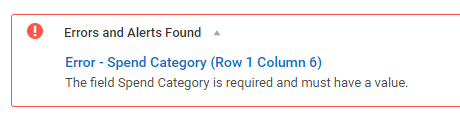 Errors and Alerts Found
Error - Spend Category (Row 1 Column 6)
The field Spend Category is required and must have a value.